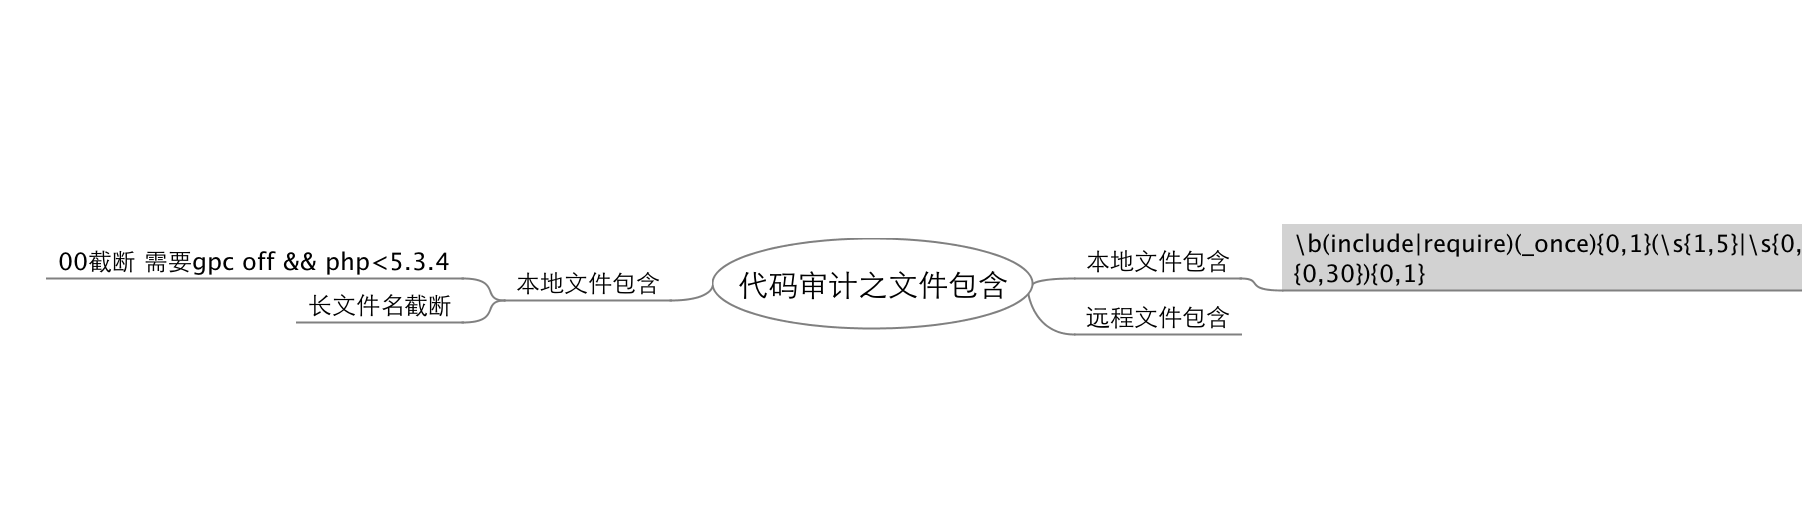 00截断 需要gpc off && php<5.3.4
长文件名截断
本地文件包含
代码审计之文件包含
本地文件包含
远程文件包含
\b(include|require)(_once){0,1}(\s{1,5}|\s{0,
{0,30}){0,1}